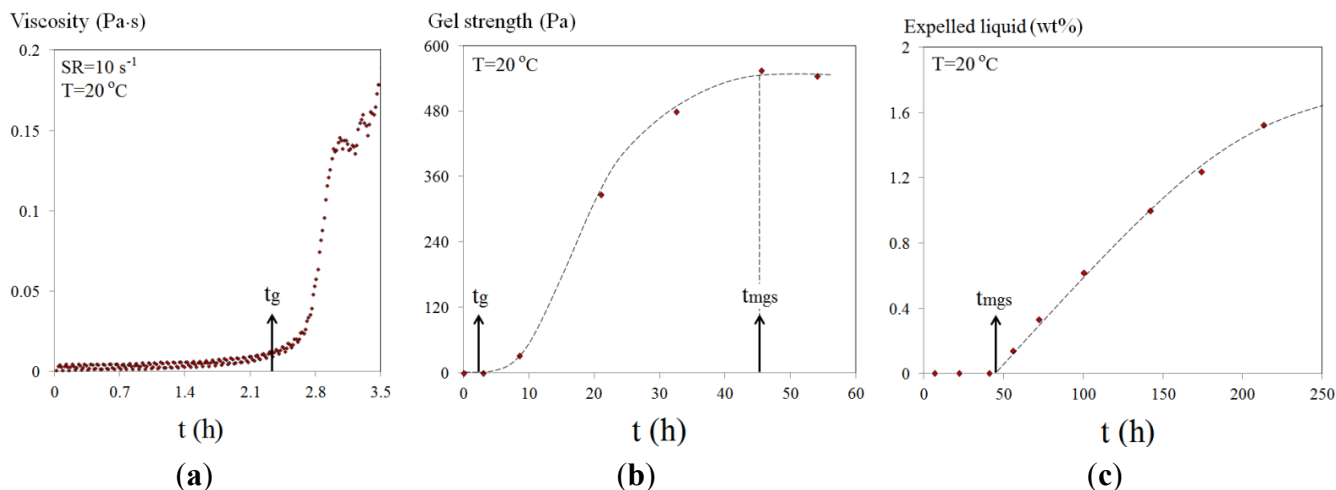 Viscosity (Pa·s)
SR=10 s⁻¹
T=20 °C
0.2
0.15
0.1
0.05
0
tg
0 0.7 1.4 2.1 2.8 3.5
t (h)
(a)
Gel strength (Pa)
T=20 °C
600
480
360
240
120
0
tg
tmgs
0 10 20 30 40 50 60
t (h)
(b)
Expelled liquid (wt%)
T=20 °C
2
1.6
1.2
0.8
0.4
0
tmgs
0 50 100 150 200 250
t (h)
(c)